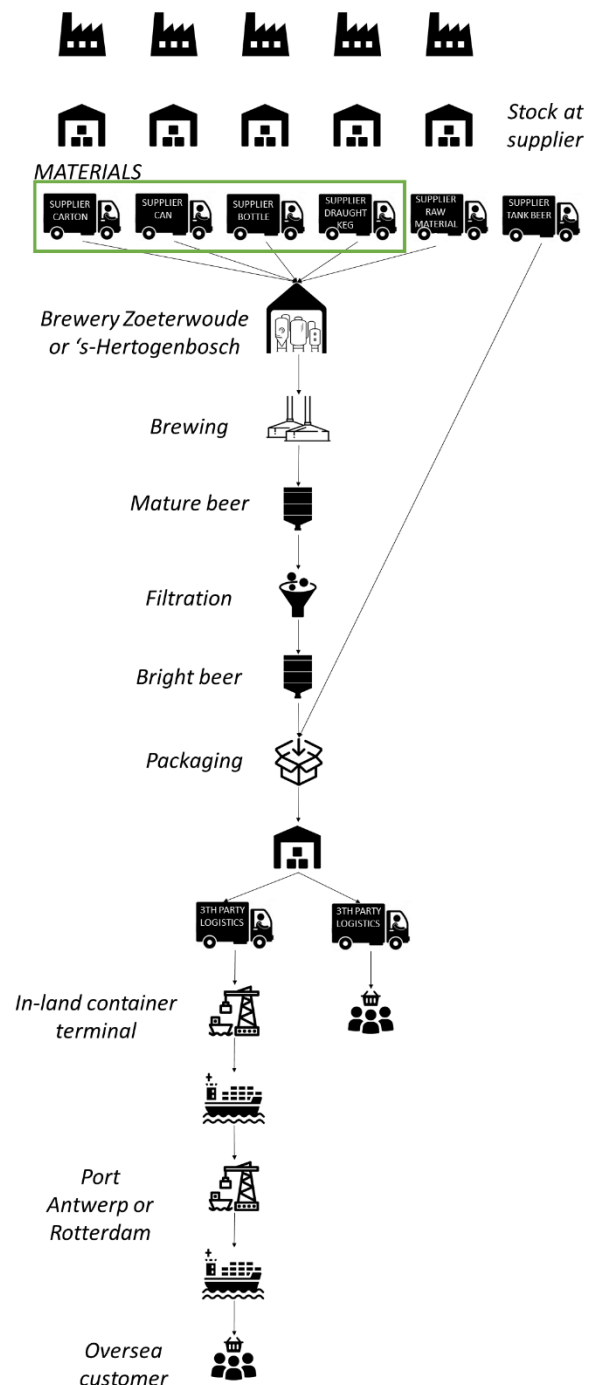 Stock at
supplier
MATERIALS
SUPPLIER
CARTON
SUPPLIER
CAN
SUPPLIER
BOTTLE
SUPPLIER
DRAUGHT
KEG
SUPPLIER
RAW
MATERIAL
SUPPLIER
TANK BEER
Brewery Zoeterwoude
or ‘s-Hertogenbosch
Brewing
Mature beer
Filtration
Bright beer
Packaging
3TH PARTY
LOGISTICS
3TH PARTY
LOGISTICS
In-land container
terminal
Port
Antwerp or
Rotterdam
Oversea
customer